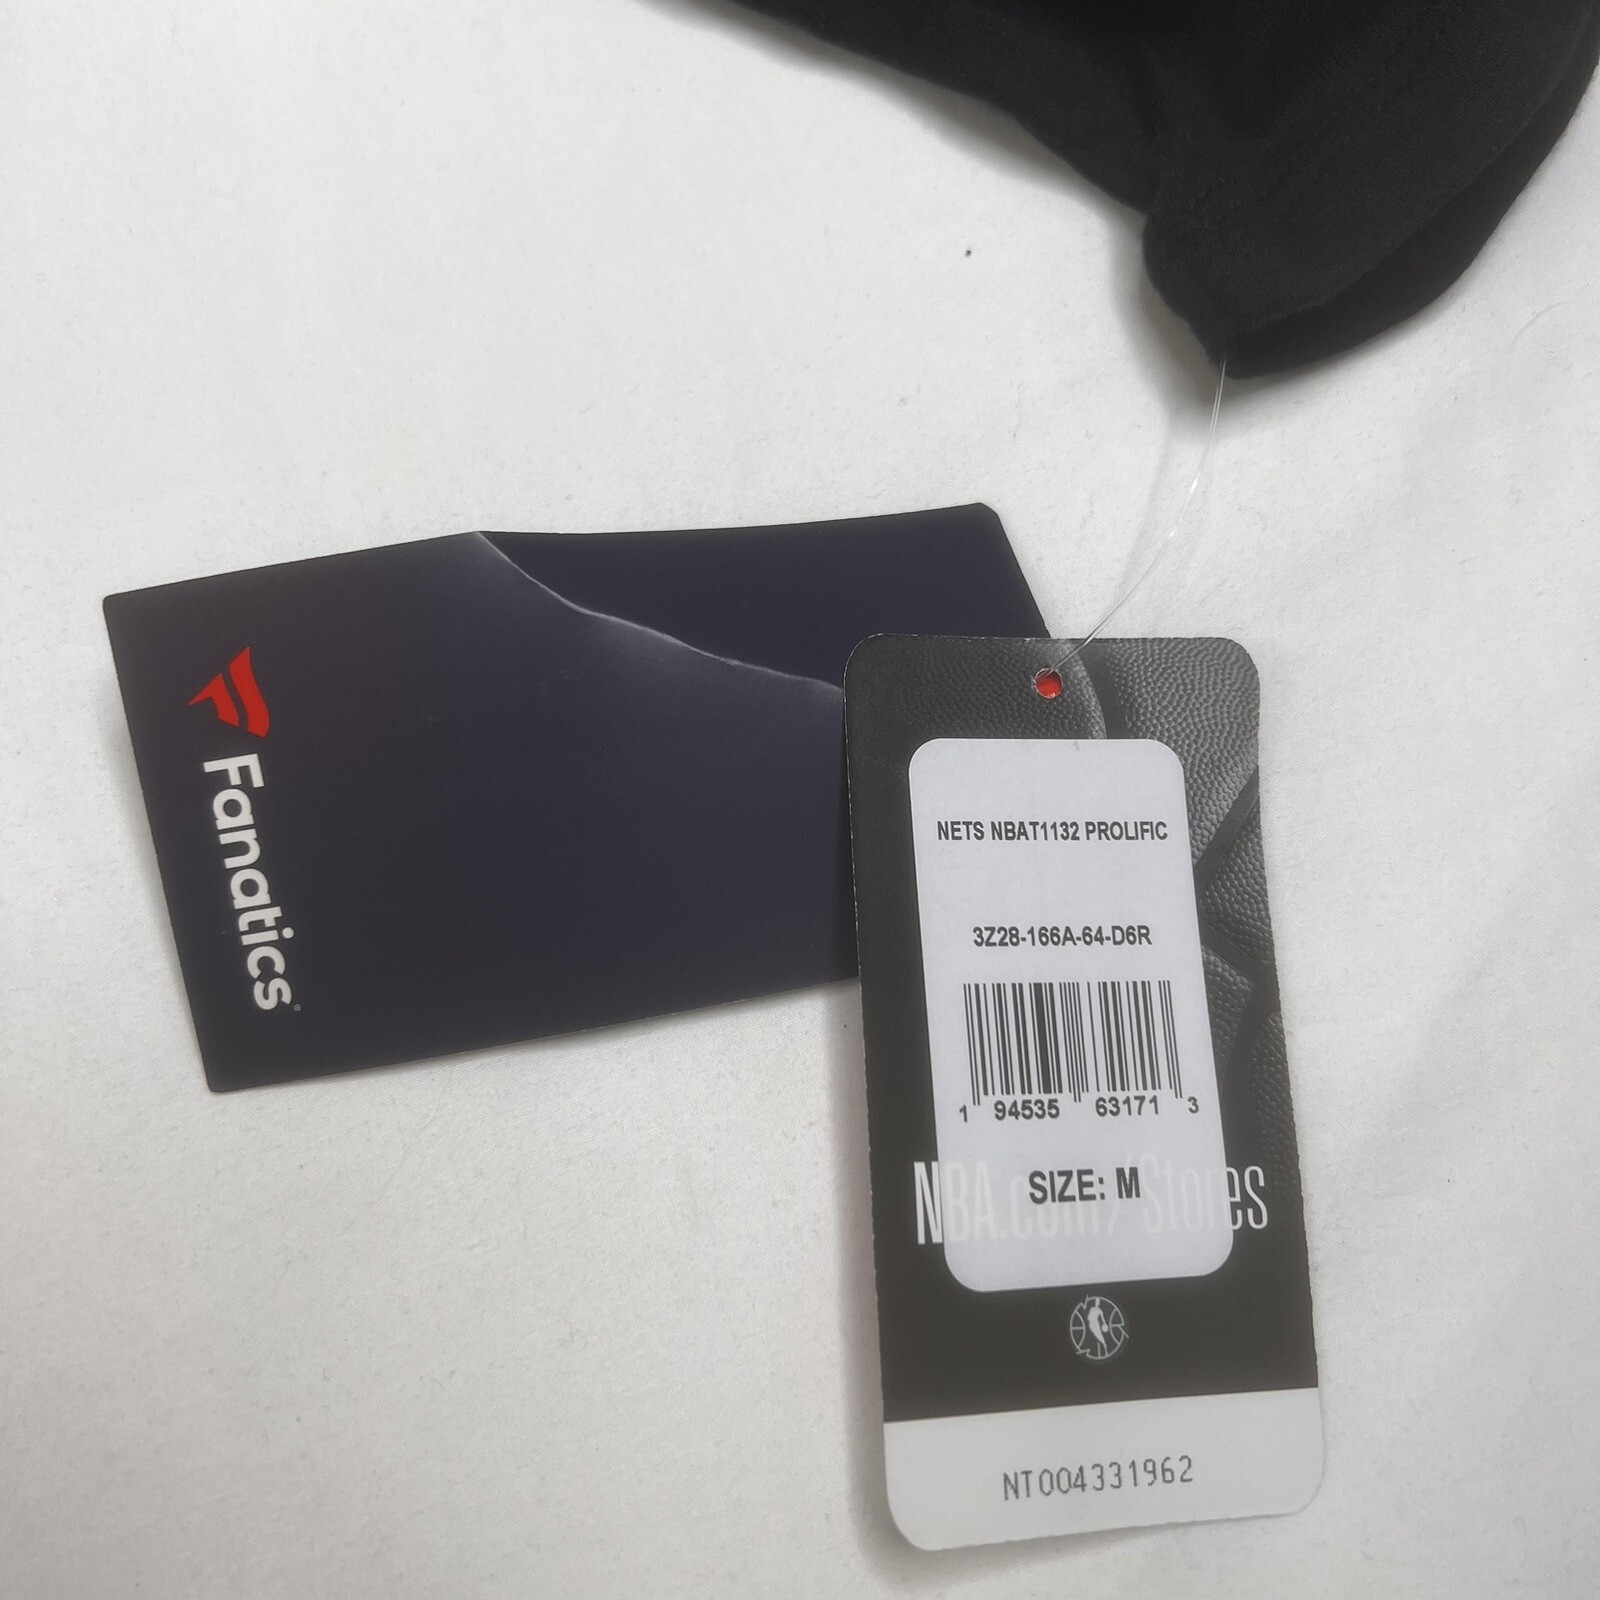 Fanatics
NETS NBAT1132 PROLIFIC
3Z28-166A-64-D6R
1 94535 63171 3
SIZE: M
NBA.com/Stores
NT004331962